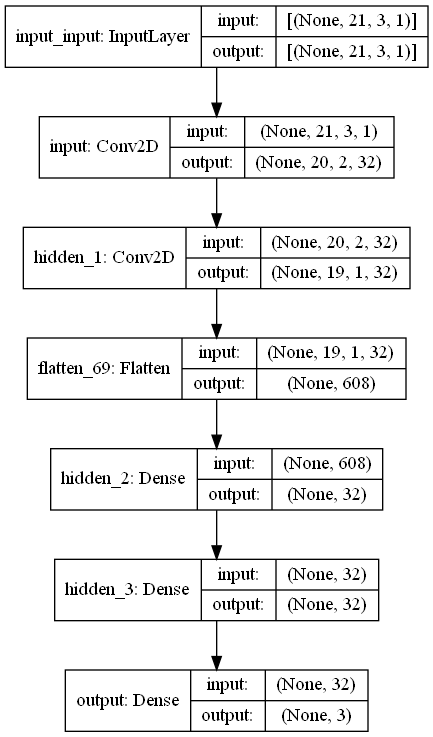 input_input: InputLayer
input: [(None, 21, 3, 1)]
output: [(None, 21, 3, 1)]
input: Conv2D
input: (None, 21, 3, 1)
output: (None, 20, 2, 32)
hidden_1: Conv2D
input: (None, 20, 2, 32)
output: (None, 19, 1, 32)
flatten_69: Flatten
input: (None, 19, 1, 32)
output: (None, 608)
hidden_2: Dense
input: (None, 608)
output: (None, 32)
hidden_3: Dense
input: (None, 32)
output: (None, 32)
output: Dense
input: (None, 32)
output: (None, 3)